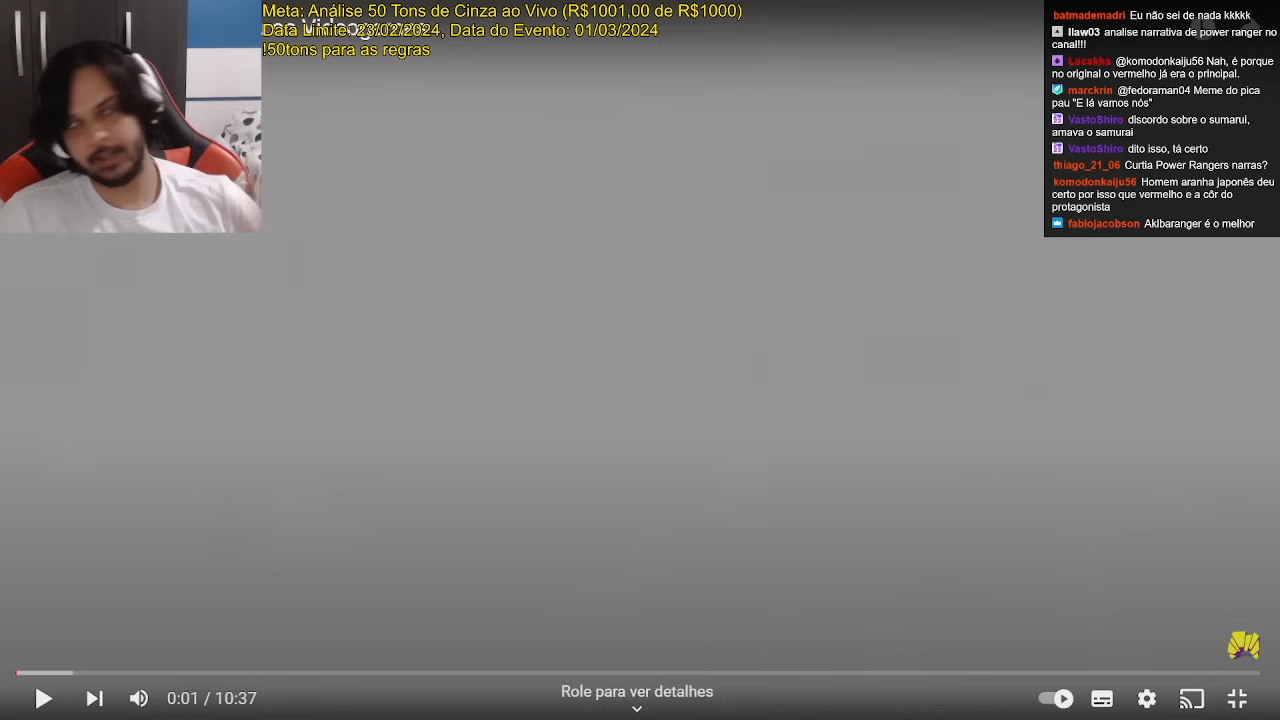 Meta: Análise 50 Tons de Cinza ao Vivo (R$1001,00 de R$1000)
Data Limite: 23/02/2024, Data do Evento: 01/03/2024
!50tons para as regras
batmademadri Eu não sei de nada kkkkk
llaw03 analise narrativa de power ranger no
canal!!!
Lucakhs @komodonkaiju56 Nah, é porque
no original o vermelho já era o principal.
marckrin @fedoraman04 Meme do pica
pau "E lá vamos nós"
VastoShiro discordo sobre o sumarui,
amava o samurai
VastoShiro dito isso, tá certo
thiago_21_06 Curtia Power Rangers narras?
komodonkaiju56 Homem aranha japonês deu
certo por isso que vermelho e a côr do
protagonista
fabiojacobson Akibaranger é o melhor
0:01 / 10:37
Role para ver detalhes